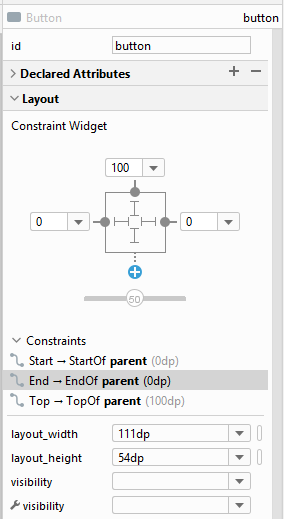 Button button
id button
Declared Attributes
Layout
Constraint Widget
100
0 0
50
Constraints
Start → StartOf parent (0dp)
End → EndOf parent (0dp)
Top → TopOf parent (100dp)
layout_width 111dp
layout_height 54dp
visibility
visibility